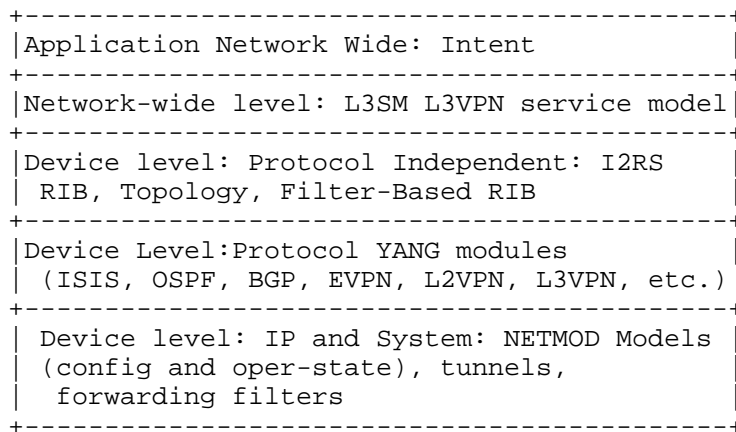 +--------------------------------------------+
|Application Network Wide: Intent            |
+--------------------------------------------+
|Network-wide level: L3SM L3VPN service model|
+--------------------------------------------+
|Device level: Protocol Independent: I2RS    |
| RIB, Topology, Filter-Based RIB            |
+--------------------------------------------+
|Device Level:Protocol YANG modules          |
| (ISIS, OSPF, BGP, EVPN, L2VPN, L3VPN, etc.)|
+--------------------------------------------+
| Device level: IP and System: NETMOD Models |
| (config and oper-state), tunnels,          |
|  forwarding filters                        |
+--------------------------------------------+